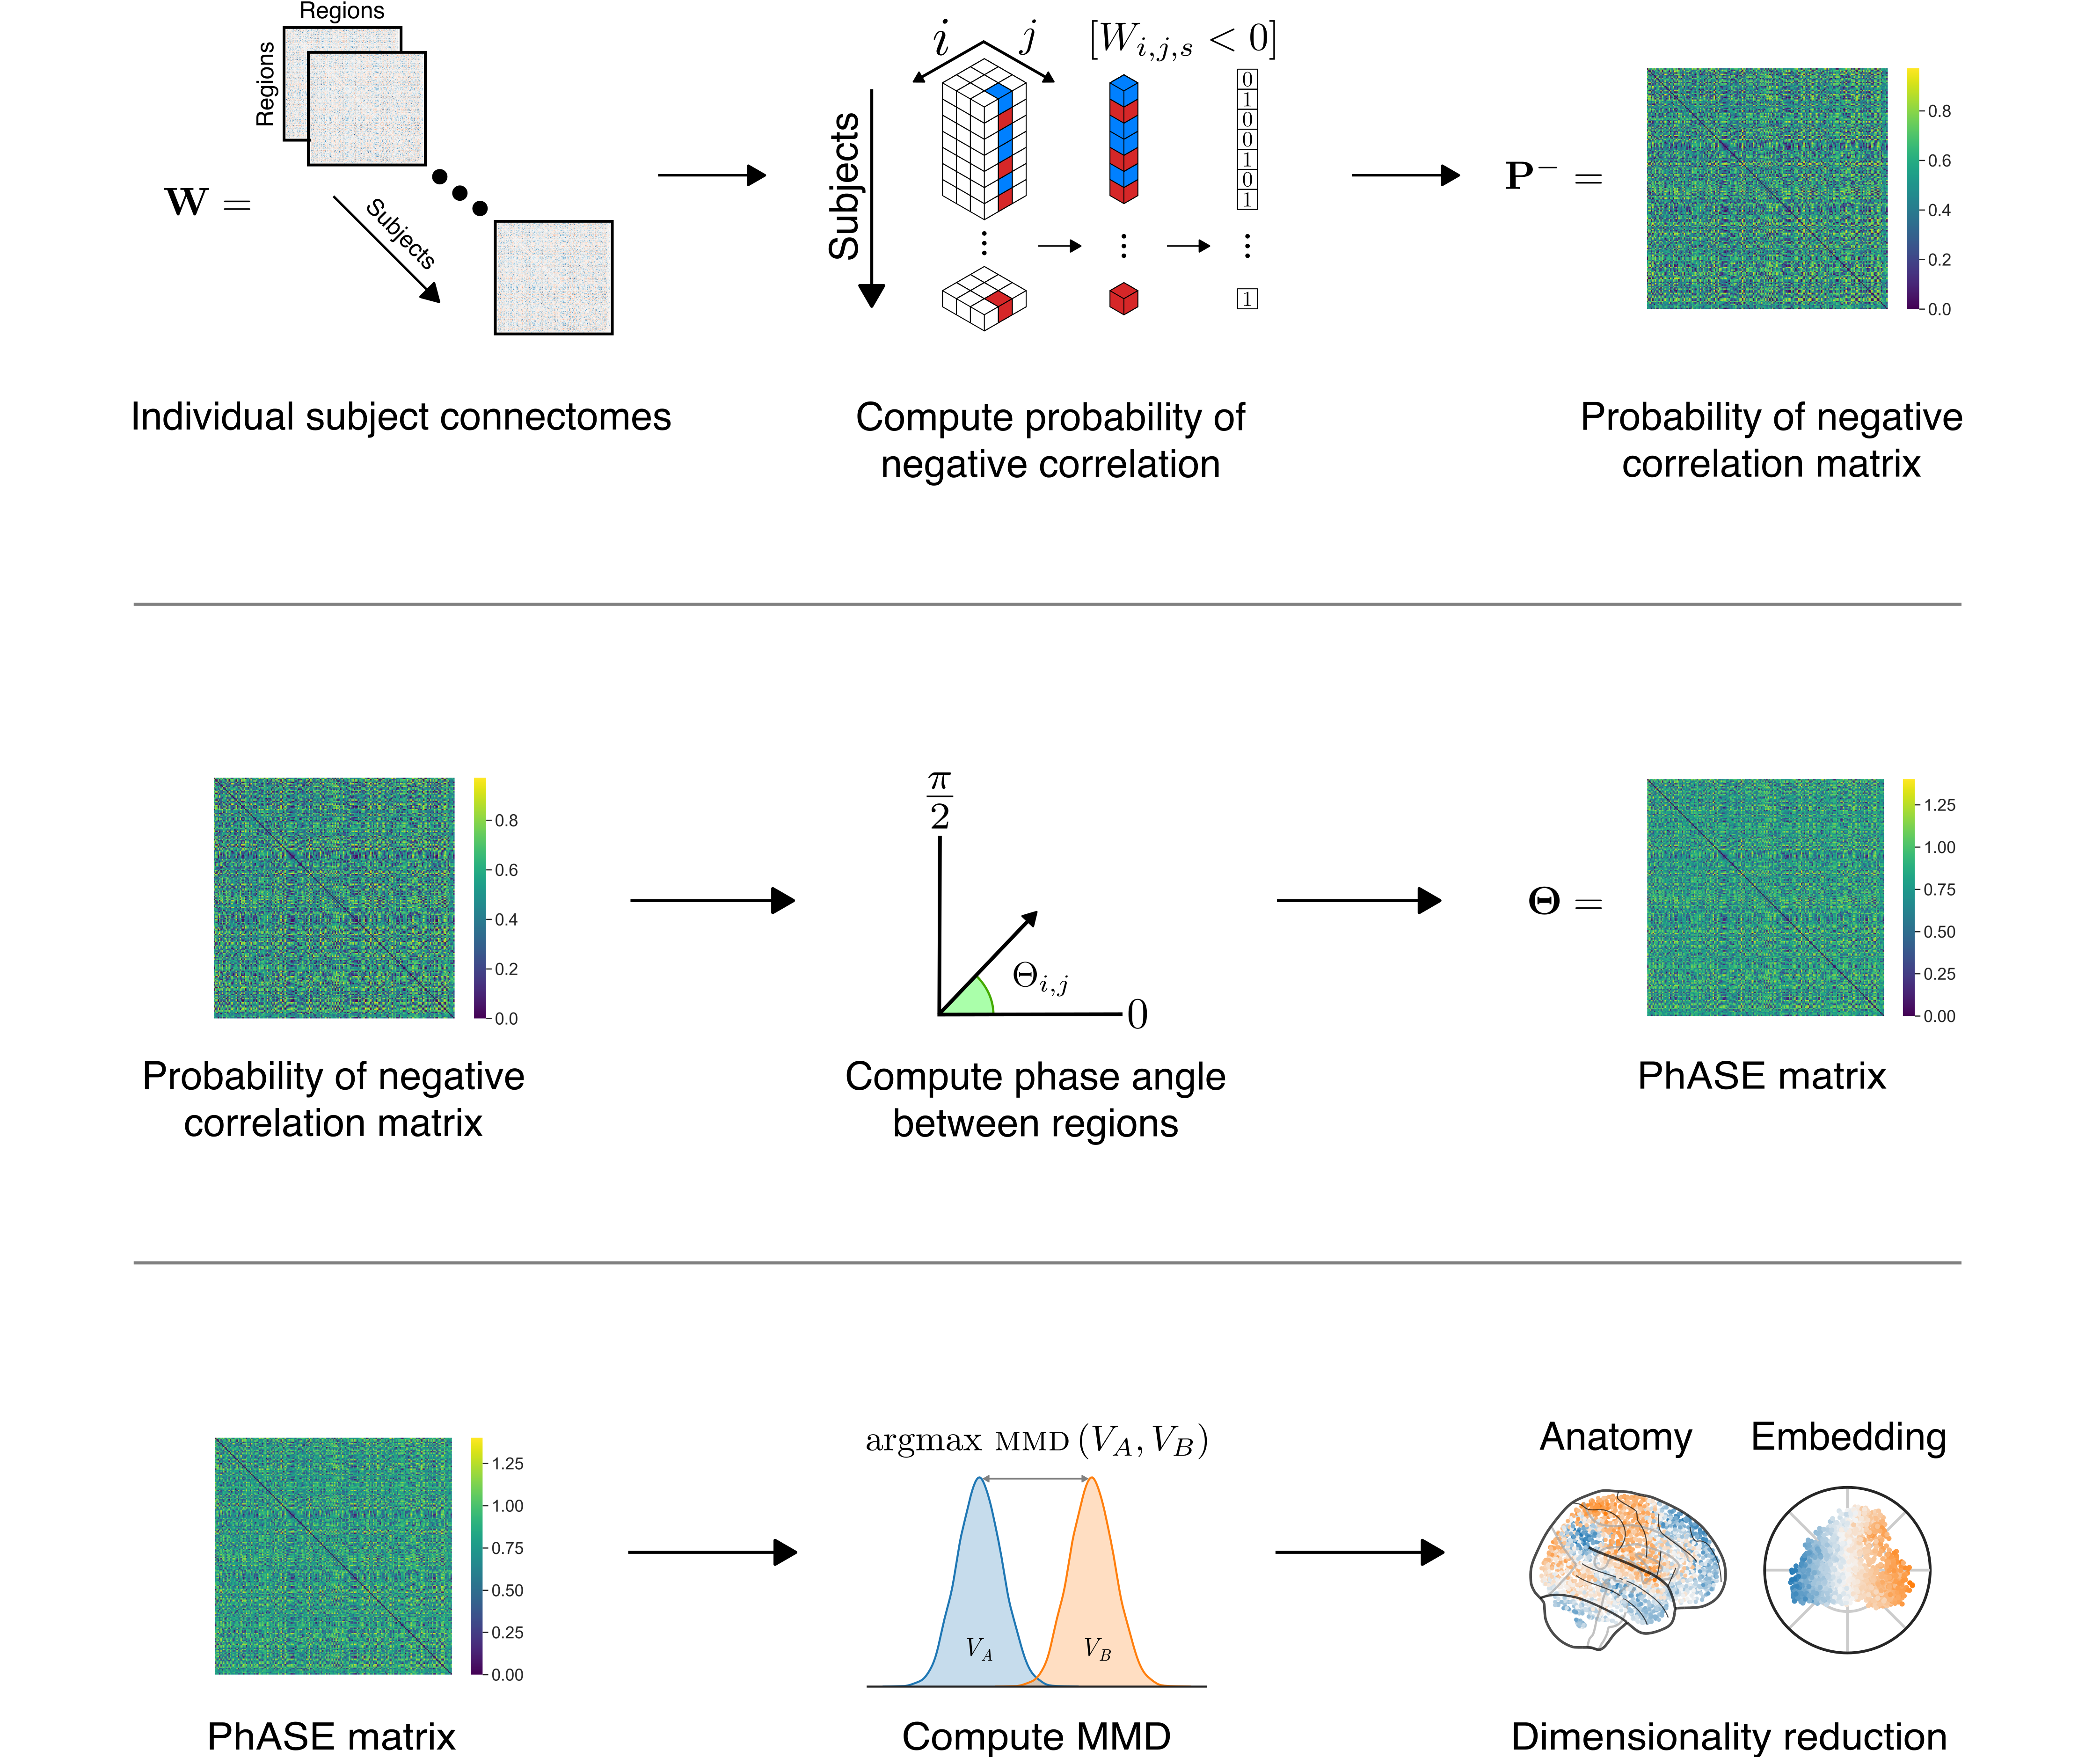 Regions
Regions
W =
Subjects
Individual subject connectomes
i
j
[W_{i,j,s} < 0]
Subjects
0
1
0
0
1
0
1
1
Compute probability of
negative correlation
P⁻ =
0.8
0.6
0.4
0.2
0.0
Probability of negative
correlation matrix
0.8
0.6
0.4
0.2
0.0
Probability of negative
correlation matrix
π
2
Θ_{i,j}
0
Compute phase angle
between regions
Θ =
1.25
1.00
0.75
0.50
0.25
0.00
PhASE matrix
1.25
1.00
0.75
0.50
0.25
0.00
PhASE matrix
argmax MMD (V_A, V_B)
V_A
V_B
Compute MMD
Anatomy
Embedding
Dimensionality reduction